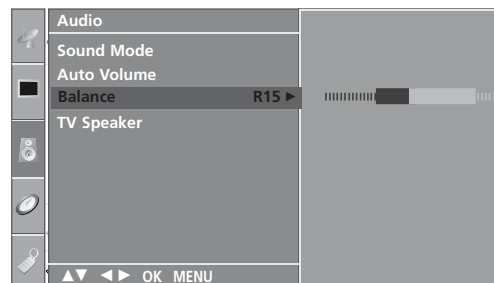 Audio
Sound Mode
Auto Volume
Balance R15 ►
TV Speaker
▲▼ ◄► OK MENU